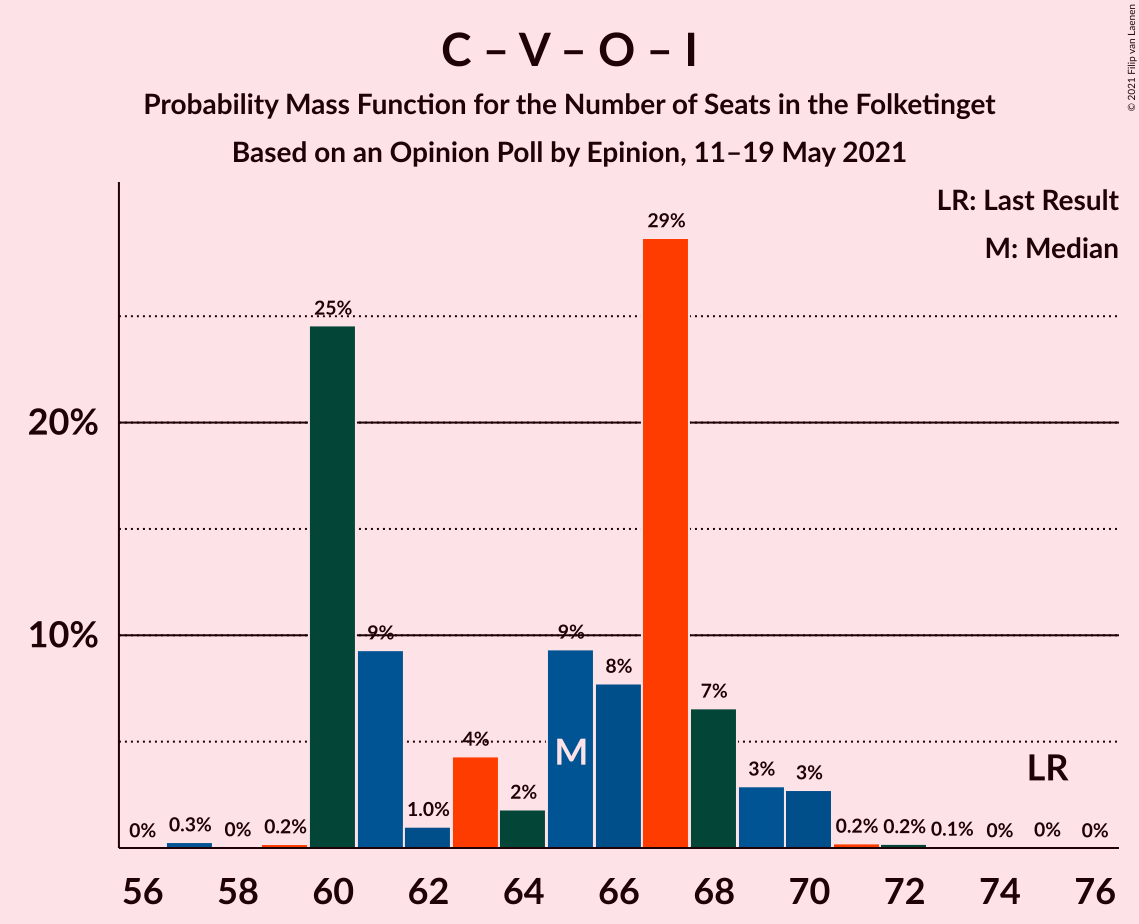 C – V – O – I
Probability Mass Function for the Number of Seats in the Folketinget
Based on an Opinion Poll by Epinion, 11–19 May 2021
© 2021 Filip van Laenen
LR: Last Result
M: Median
20%
10%
0%
0.3%
0%
0.2%
25%
9%
1.0%
4%
2%
9%
8%
29%
7%
3%
3%
0.2%
0.2%
0.1%
0%
0%
0%
M
LR
56 58 60 62 64 66 68 70 72 74 76